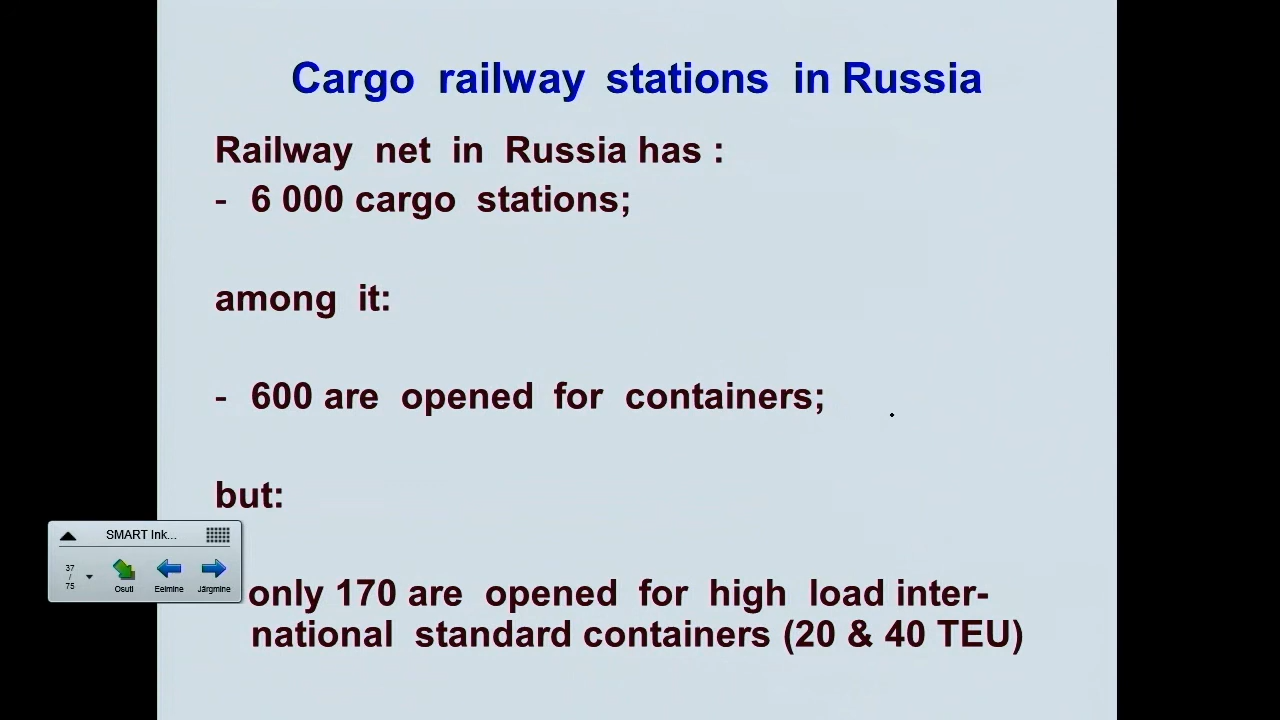 Cargo railway stations in Russia
Railway net in Russia has :
- 6 000 cargo stations;
among it:
- 600 are opened for containers;
but:
only 170 are opened for high load inter-
national standard containers (20 & 40 TEU)
SMART Ink...
37
/
75
Osuti
Eelmine
Järgmine